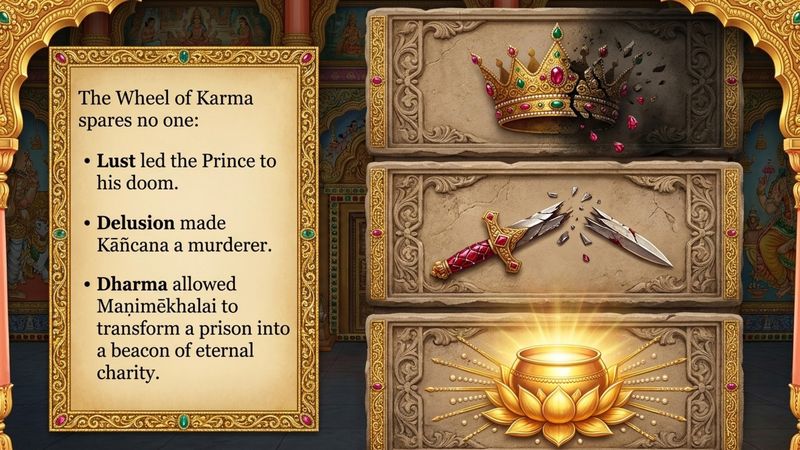 The Wheel of Karma
spares no one:
• Lust led the Prince to
his doom.
• Delusion made
Kāñcana a murderer.
• Dharma allowed
Maṇimēkhalai to
transform a prison into
a beacon of eternal
charity.